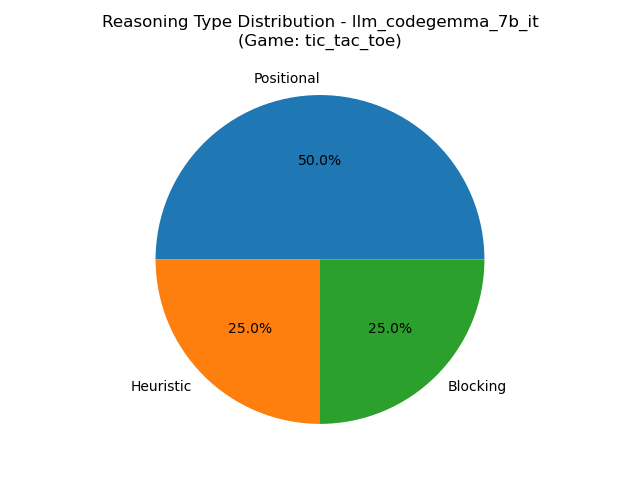 Reasoning Type Distribution - llm_codegemma_7b_it
(Game: tic_tac_toe)
Positional
50.0%
25.0%
25.0%
Heuristic
Blocking